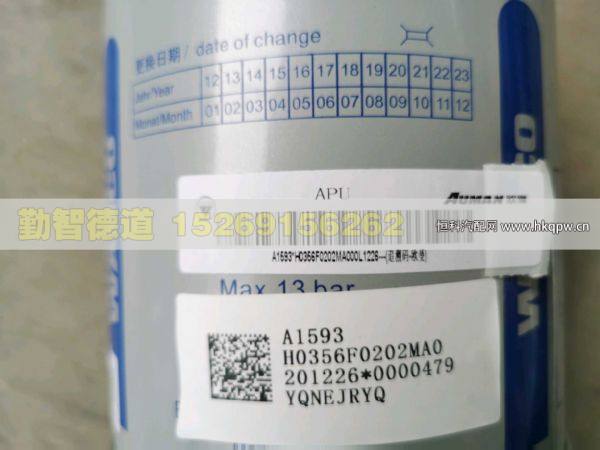 更换日期 / date of change
Jahr/Year 12 13 14 15 16 17 18 19 20 21 22 23
Monat/Month 01 02 03 04 05 06 07 08 09 10 11 12
APU
AUMAN 欧曼
恒科汽配网 www.hkqpw.cn
勤智德道 15269156262
Max 13 bar
A1593
H0356F0202MA0
201226*0000479
YQNEJRYQ